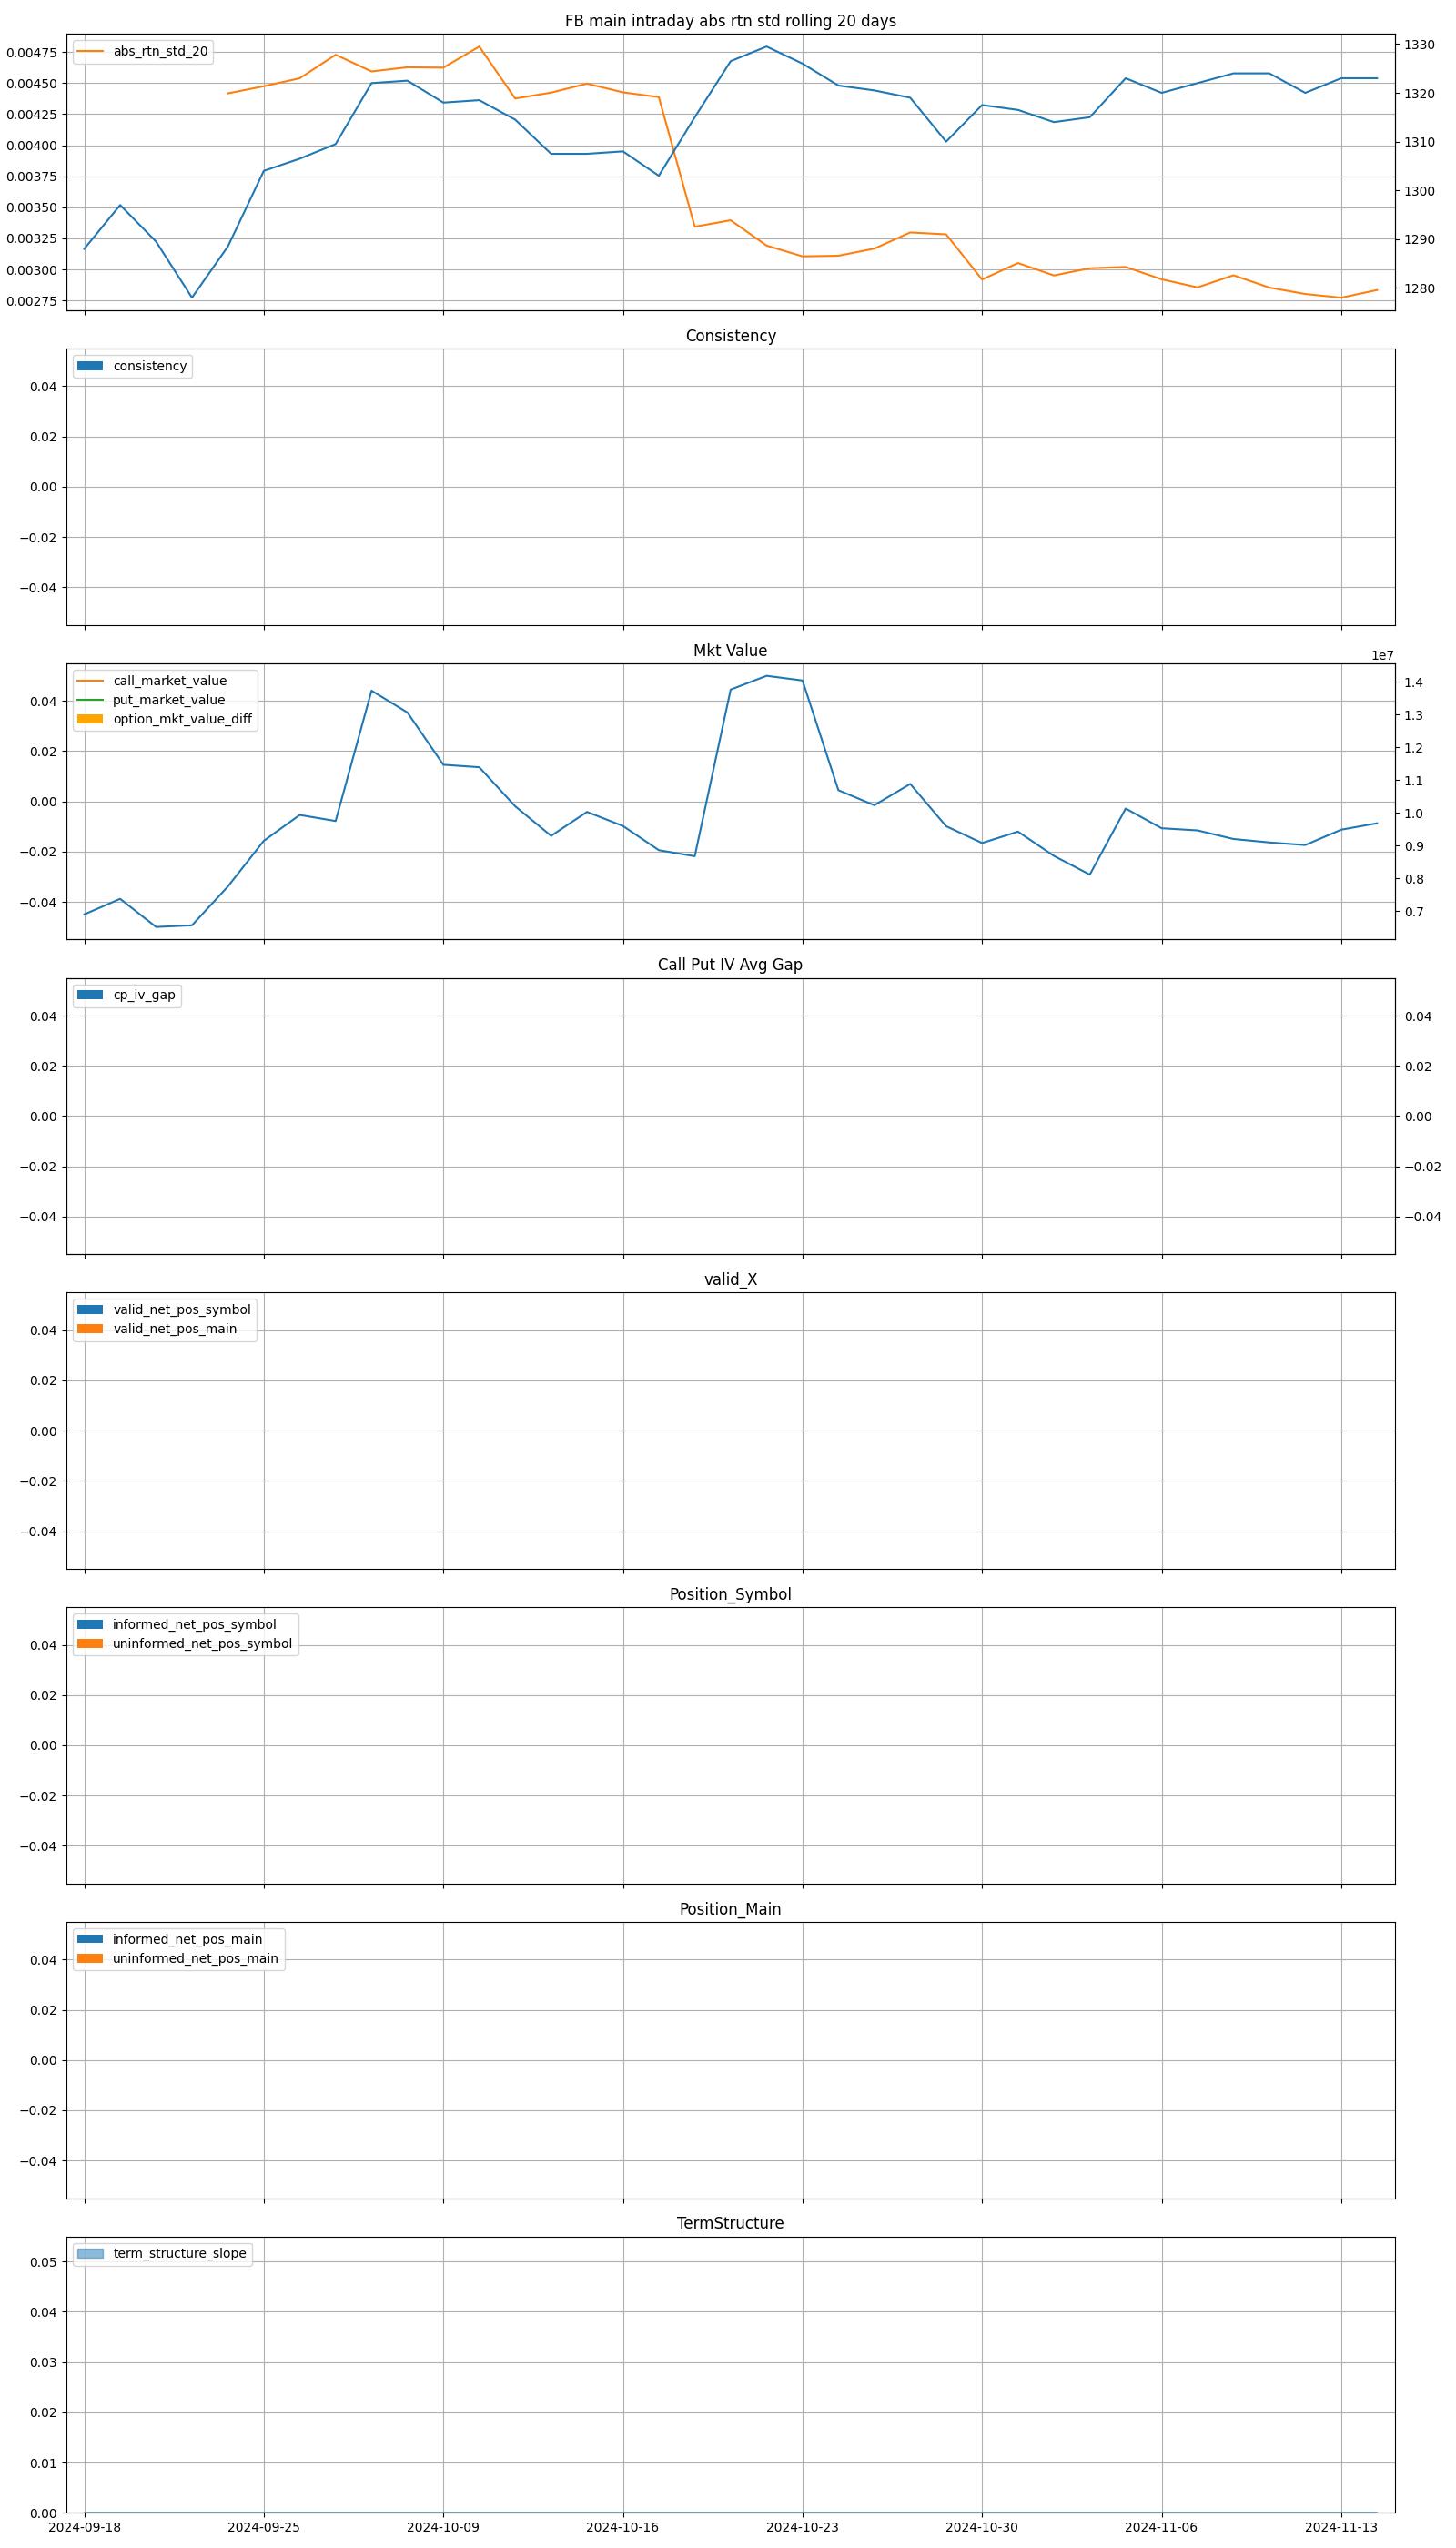 FB main intraday abs rtn std rolling 20 days
abs_rtn_std_20
0.00475
0.00450
0.00425
0.00400
0.00375
0.00350
0.00325
0.00300
0.00275
1330
1320
1310
1300
1290
1280
Consistency
consistency
0.04
0.02
0.00
−0.02
−0.04
Mkt Value
1e7
call_market_value
put_market_value
option_mkt_value_diff
0.04
0.02
0.00
−0.02
−0.04
1.4
1.3
1.2
1.1
1.0
0.9
0.8
0.7
Call Put IV Avg Gap
cp_iv_gap
0.04
0.02
0.00
−0.02
−0.04
0.04
0.02
0.00
−0.02
−0.04
valid_X
valid_net_pos_symbol
valid_net_pos_main
0.04
0.02
0.00
−0.02
−0.04
Position_Symbol
informed_net_pos_symbol
uninformed_net_pos_symbol
0.04
0.02
0.00
−0.02
−0.04
Position_Main
informed_net_pos_main
uninformed_net_pos_main
0.04
0.02
0.00
−0.02
−0.04
TermStructure
term_structure_slope
0.05
0.04
0.03
0.02
0.01
0.00
2024-09-18 2024-09-25 2024-10-09 2024-10-16 2024-10-23 2024-10-30 2024-11-06 2024-11-13